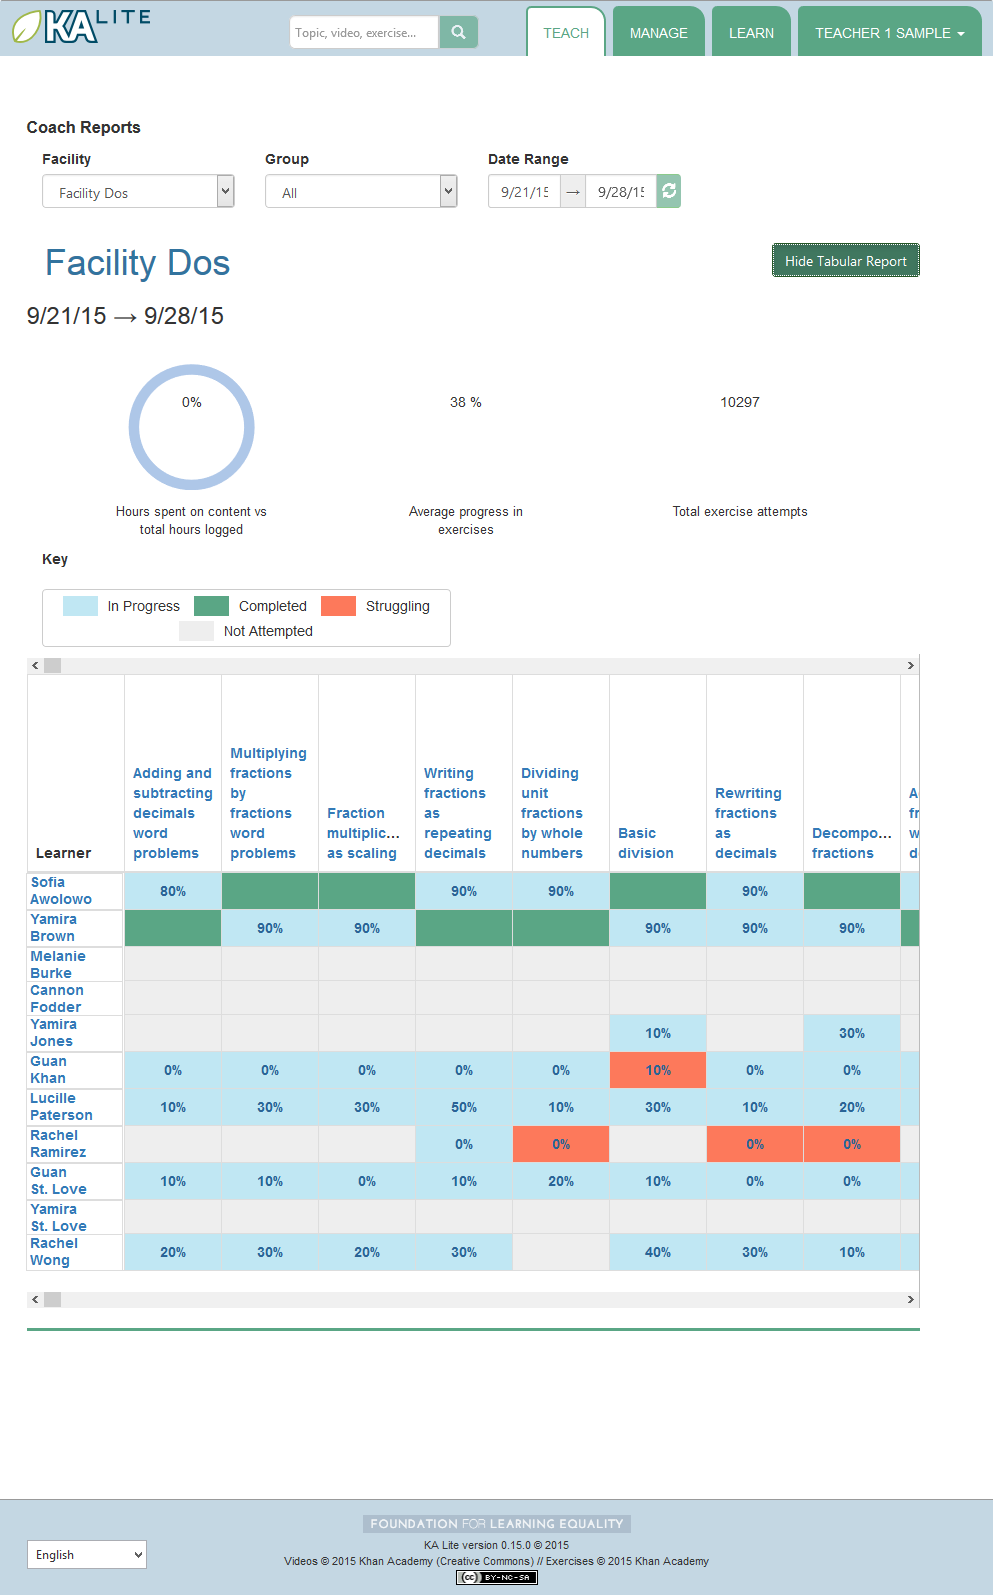 KA LITE
Topic, video, exercise...
TEACH
MANAGE
LEARN
TEACHER 1 SAMPLE
Coach Reports
Facility
Group
Date Range
Facility Dos
All
9/21/15 → 9/28/15
Facility Dos
Hide Tabular Report
9/21/15 → 9/28/15
0%
38 %
10297
Hours spent on content vs
total hours logged
Average progress in
exercises
Total exercise attempts
Key
In Progress
Completed
Struggling
Not Attempted
Learner
Adding and
subtracting
decimals
word
problems
Multiplying
fractions
by
fractions
word
problems
Fraction
multiplic...
as scaling
Writing
fractions
as
repeating
decimals
Dividing
unit
fractions
by whole
numbers
Basic
division
Rewriting
fractions
as
decimals
Decompo...
fractions
Sofia
Awolowo
80% 90% 90% 90%
Yamira
Brown
90% 90% 90% 90% 90%
Melanie
Burke
Cannon
Fodder
Yamira
Jones
10% 30%
Guan
Khan
0% 0% 0% 0% 0% 10% 0% 0%
Lucille
Paterson
10% 30% 30% 50% 10% 30% 10% 20%
Rachel
Ramirez
0% 0% 0% 0%
Guan
St. Love
10% 10% 0% 10% 20% 10% 0% 0%
Yamira
St. Love
Rachel
Wong
20% 30% 20% 30% 40% 30% 10%
FOUNDATION FOR LEARNING EQUALITY
English
KA Lite version 0.15.0 © 2015
Videos © 2015 Khan Academy (Creative Commons) // Exercises © 2015 Khan Academy
(cc) BY-NC-SA